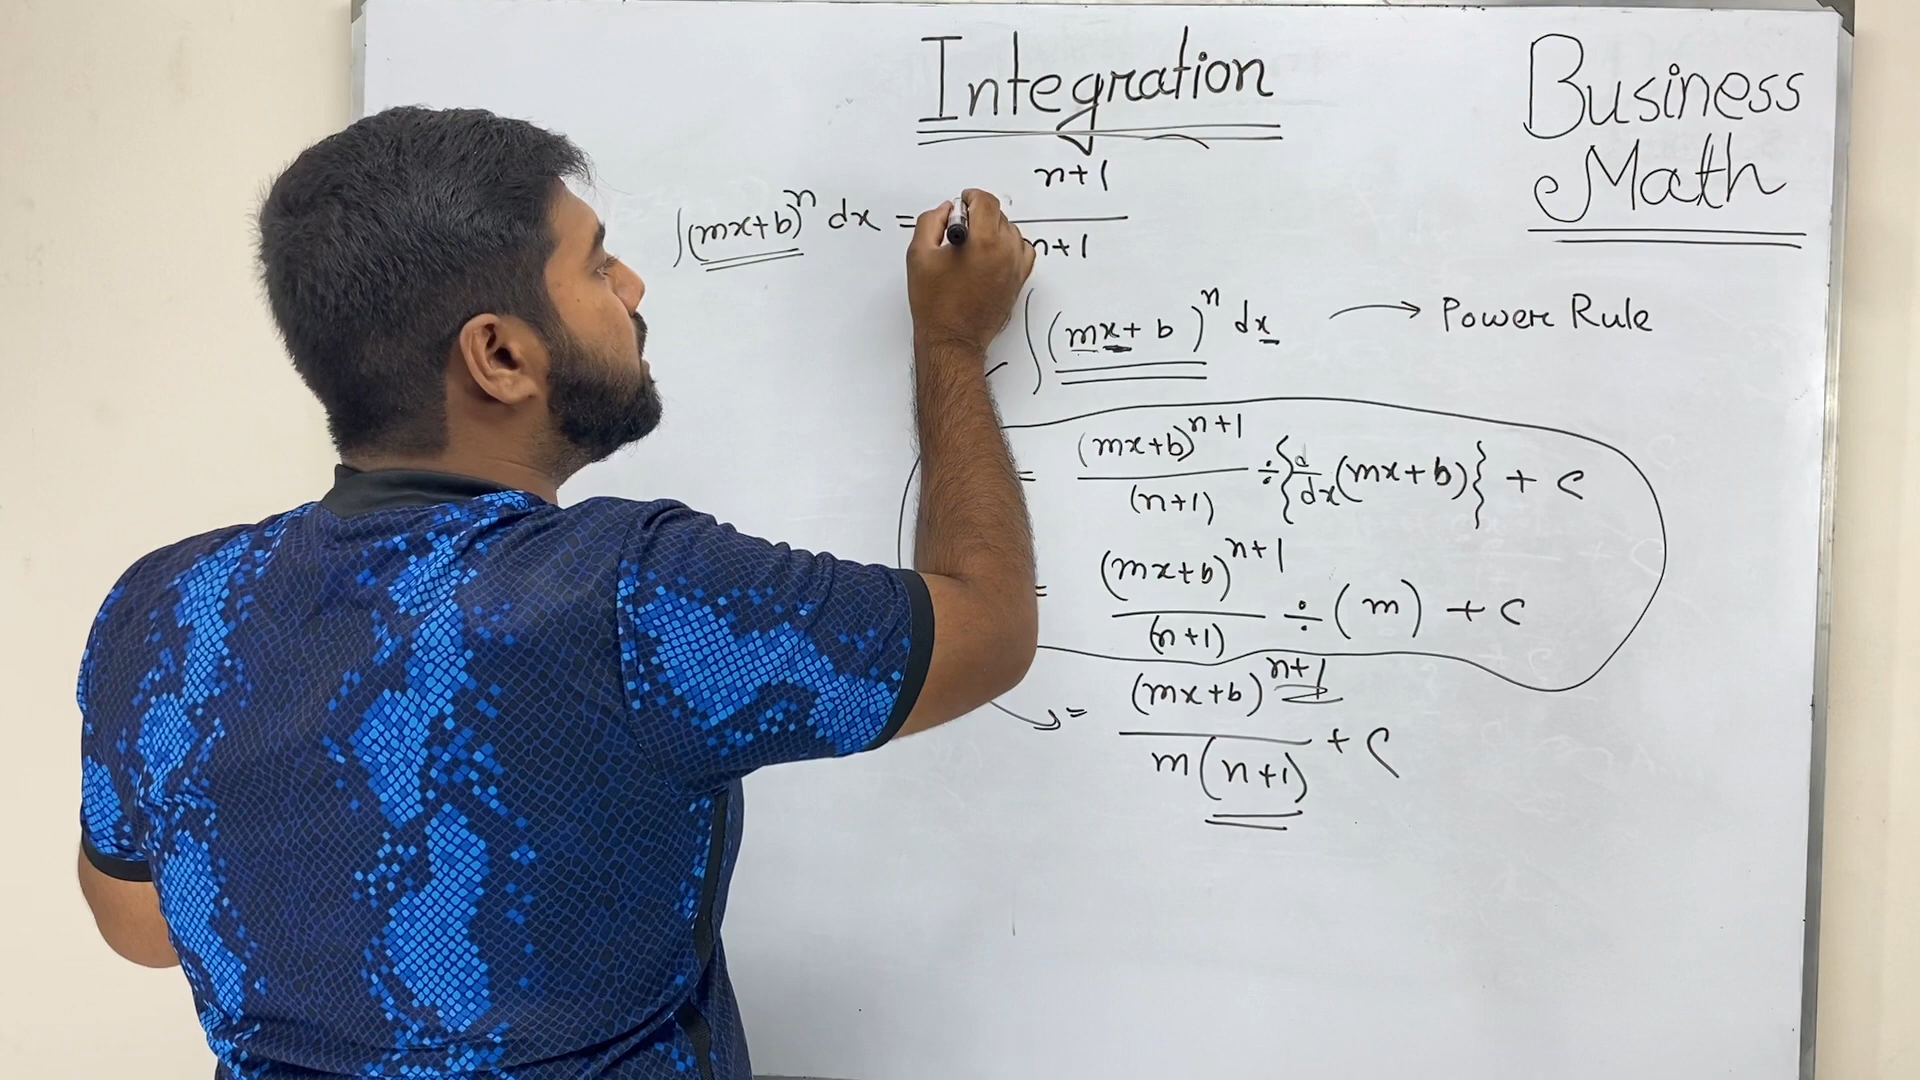 Integration
Business
Math
∫(mx+b)^n dx =
n+1
n+1
∫(mx+b)^n dx → Power Rule
= (mx+b)^{n+1}/(n+1) ÷ {d/dx(mx+b)} + C
= (mx+b)^{n+1}/(n+1) ÷ (m) + C
= (mx+b)^{n+1}/m(n+1) + C